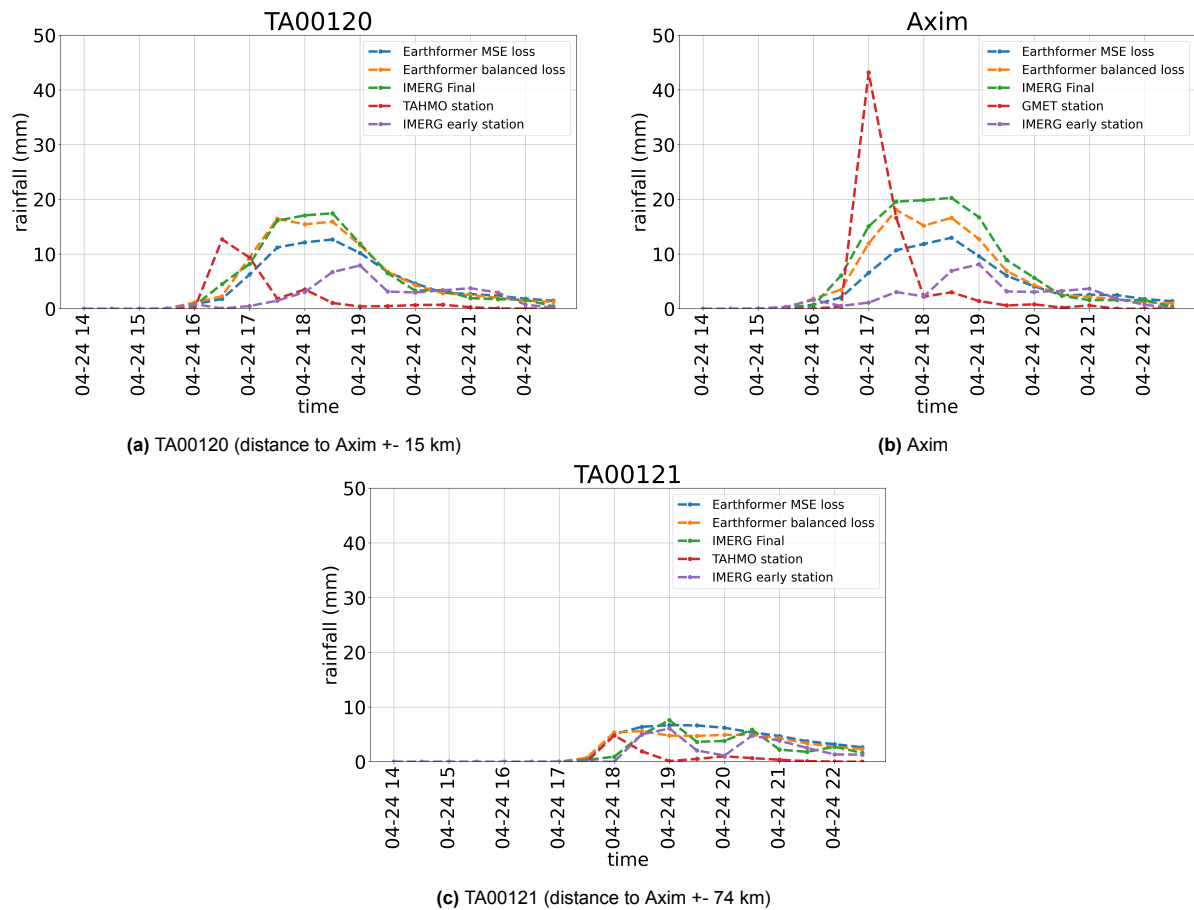 TA00120
50
40
30
20
10
0
rainfall (mm)
Earthformer MSE loss
Earthformer balanced loss
IMERG Final
TAHMO station
IMERG early station
04-24 14
04-24 15
04-24 16
04-24 17
04-24 18
04-24 19
04-24 20
04-24 21
04-24 22
time
(a) TA00120 (distance to Axim +- 15 km)
Axim
50
40
30
20
10
0
rainfall (mm)
Earthformer MSE loss
Earthformer balanced loss
IMERG Final
GMET station
IMERG early station
04-24 14
04-24 15
04-24 16
04-24 17
04-24 18
04-24 19
04-24 20
04-24 21
04-24 22
time
(b) Axim
TA00121
50
40
30
20
10
0
rainfall (mm)
Earthformer MSE loss
Earthformer balanced loss
IMERG Final
TAHMO station
IMERG early station
04-24 14
04-24 15
04-24 16
04-24 17
04-24 18
04-24 19
04-24 20
04-24 21
04-24 22
time
(c) TA00121 (distance to Axim +- 74 km)